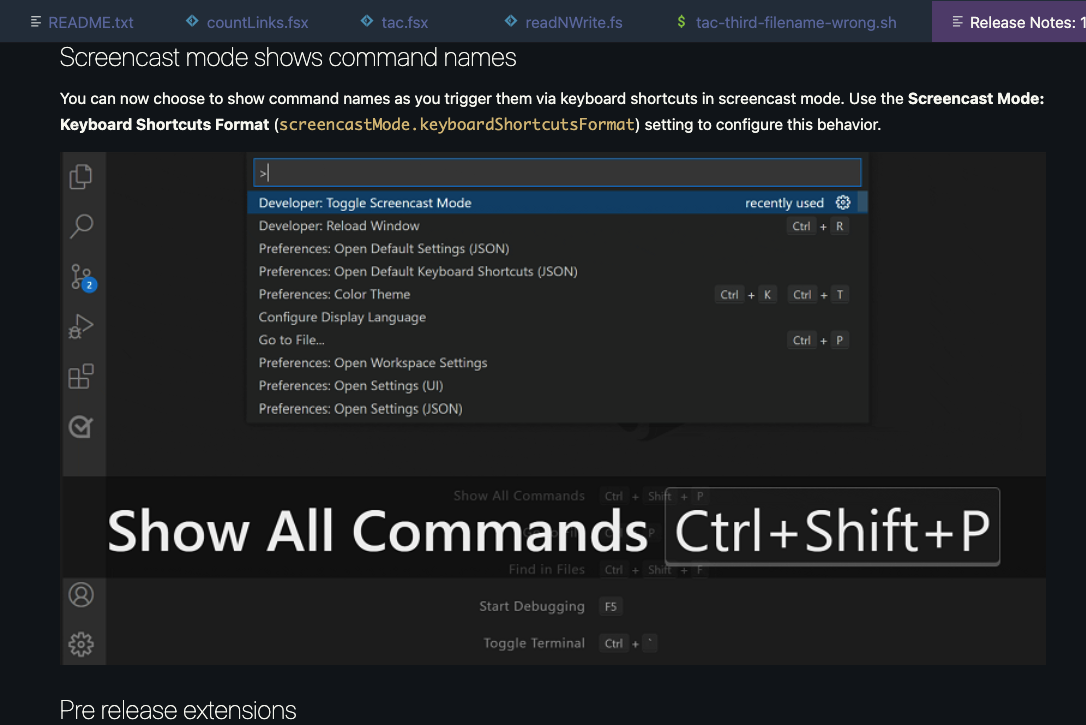 README.txt countLinks.fsx tac.fsx readNWrite.fs $ tac-third-filename-wrong.sh Release Notes: 1
Screencast mode shows command names
You can now choose to show command names as you trigger them via keyboard shortcuts in screencast mode. Use the Screencast Mode:
Keyboard Shortcuts Format (screencastMode.keyboardShortcutsFormat) setting to configure this behavior.
>
Developer: Toggle Screencast Mode recently used
Developer: Reload Window Ctrl + R
2
Preferences: Open Default Settings (JSON)
Preferences: Open Default Keyboard Shortcuts (JSON)
Preferences: Color Theme Ctrl + K Ctrl + T
Configure Display Language
Go to File... Ctrl + P
Preferences: Open Workspace Settings
Preferences: Open Settings (UI)
Preferences: Open Settings (JSON)
Show All Commands Ctrl + Shift + P
Show All Commands Ctrl+Shift+P
Find in Files Ctrl + Shift + F
Start Debugging F5
Toggle Terminal Ctrl + `
Pre release extensions